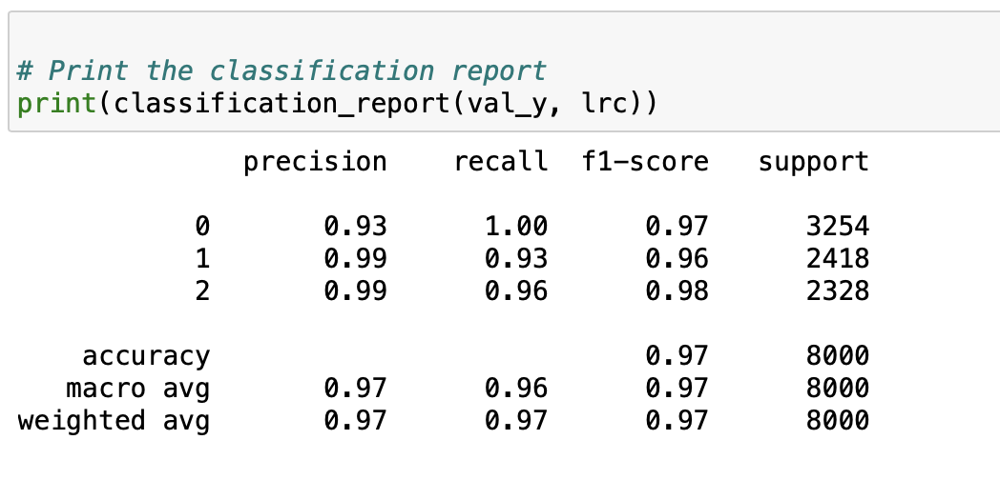 # Print the classification report
print(classification_report(val_y, lrc))
precision recall f1-score support
0 0.93 1.00 0.97 3254
1 0.99 0.93 0.96 2418
2 0.99 0.96 0.98 2328
accuracy 0.97 8000
macro avg 0.97 0.96 0.97 8000
weighted avg 0.97 0.97 0.97 8000